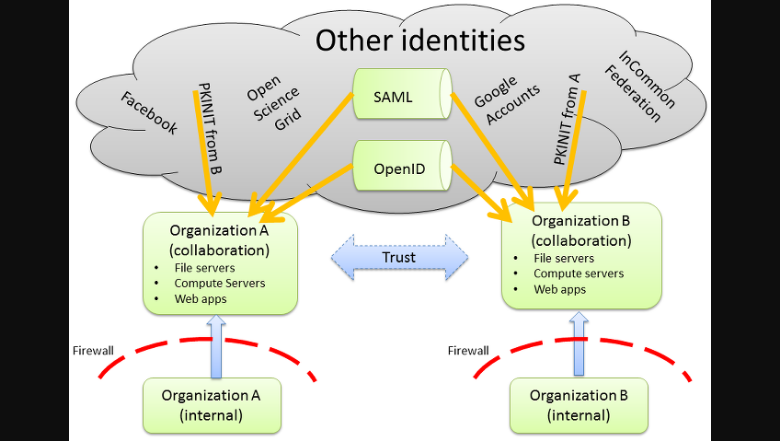 Other identities
Facebook
PKINIT from B
Open
Science
Grid
SAML
OpenID
Google
Accounts
PKINIT from A
InCommon
Federation
Organization A
(collaboration)
• File servers
• Compute Servers
• Web apps
Trust
Organization B
(collaboration)
• File servers
• Compute servers
• Web apps
Firewall
Organization A
(internal)
Firewall
Organization B
(internal)